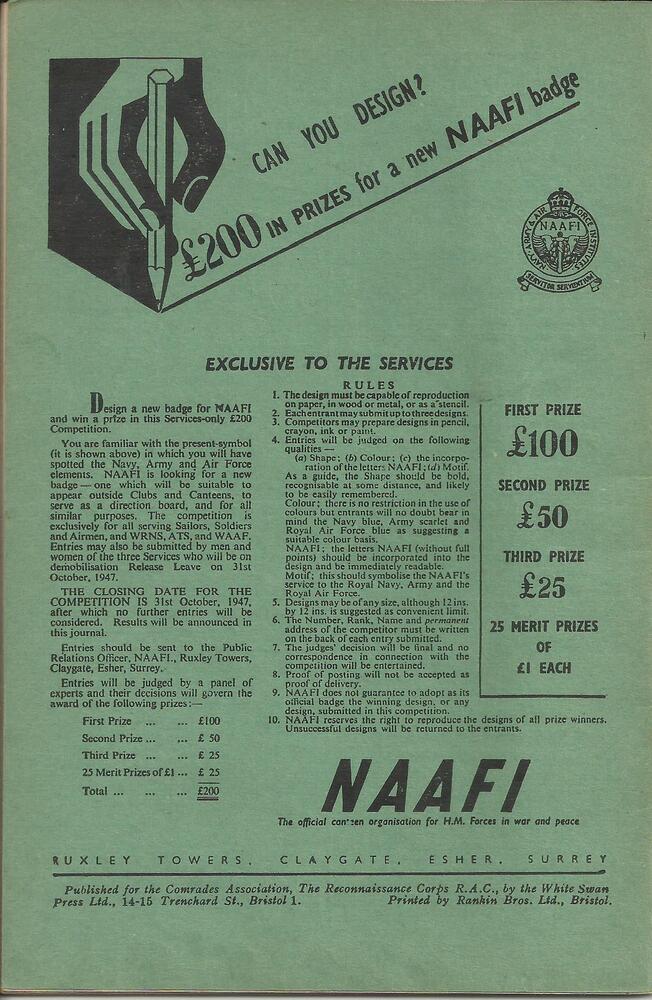 CAN YOU DESIGN?
£200 IN PRIZES for a new NAAFI badge
NAVY, ARMY & AIR FORCE INSTITUTES
NAAFI
SERVITOR SERVIENTIUM
EXCLUSIVE TO THE SERVICES
Design a new badge for NAAFI
and win a prize in this Services-only £200
Competition.
You are familiar with the present-symbol
(it is shown above) in which you will have
spotted the Navy, Army and Air Force
elements. NAAFI is looking for a new
badge — one which will be suitable to
appear outside Clubs and Canteens, to
serve as a direction board, and for all
similar purposes. The competition is
exclusively for all serving Sailors, Soldiers
and Airmen, and WRNS, ATS, and WAAF.
Entries may also be submitted by men and
women of the three Services who will be on
demobilisation Release Leave on 31st
October, 1947.
THE CLOSING DATE FOR THE
COMPETITION IS 31st October, 1947,
after which no further entries will be
considered. Results will be announced in
this journal.
Entries should be sent to the Public
Relations Officer, NAAFI., Ruxley Towers,
Claygate, Esher, Surrey.
Entries will be judged by a panel of
experts and their decisions will govern the
award of the following prizes:—
First Prize ... ... £100
Second Prize ... ... £ 50
Third Prize ... ... £ 25
25 Merit Prizes of £1 ... £ 25
Total ... ... ... £200
RULES
1. The design must be capable of reproduction
on paper, in wood or metal, or as a stencil.
2. Each entrant may submit up to three designs.
3. Competitors may prepare designs in pencil,
crayon, ink or paint.
4. Entries will be judged on the following
qualities —
(a) Shape; (b) Colour; (c) the incorpo-
ration of the letters NAAFI; (d) Motif.
As a guide, the Shape should be bold,
recognisable at some distance, and likely
to be easily remembered.
Colour; there is no restriction in the use of
colours but entrants will no doubt bear in
mind the Navy blue, Army scarlet and
Royal Air Force blue as suggesting a
suitable colour basis.
NAAFI; the letters NAAFI (without full
points) should be incorporated into the
design and be immediately readable.
Motif; this should symbolise the NAAFI's
service to the Royal Navy, Army and the
Royal Air Force.
5. Designs may be of any size, although 12 ins.
by 12 ins. is suggested as convenient limit.
6. The Number, Rank, Name and permanent
address of the competitor must be written
on the back of each entry submitted.
7. The judges' decision will be final and no
correspondence in connection with the
competition will be entertained.
8. Proof of posting will not be accepted as
proof of delivery.
9. NAAFI does not guarantee to adopt as its
official badge the winning design, or any
design, submitted in this competition.
10. NAAFI reserves the right to reproduce the designs of all prize winners.
Unsuccessful designs will be returned to the entrants.
FIRST PRIZE
£100
SECOND PRIZE
£50
THIRD PRIZE
£25
25 MERIT PRIZES
OF
£1 EACH
NAAFI
The official canteen organisation for H.M. Forces in war and peace
RUXLEY TOWERS, CLAYGATE, ESHER, SURREY
Published for the Comrades Association, The Reconnaissance Corps R.A.C., by the White Swan
Press Ltd., 14-15 Trenchard St., Bristol 1. Printed by Rankin Bros. Ltd., Bristol.